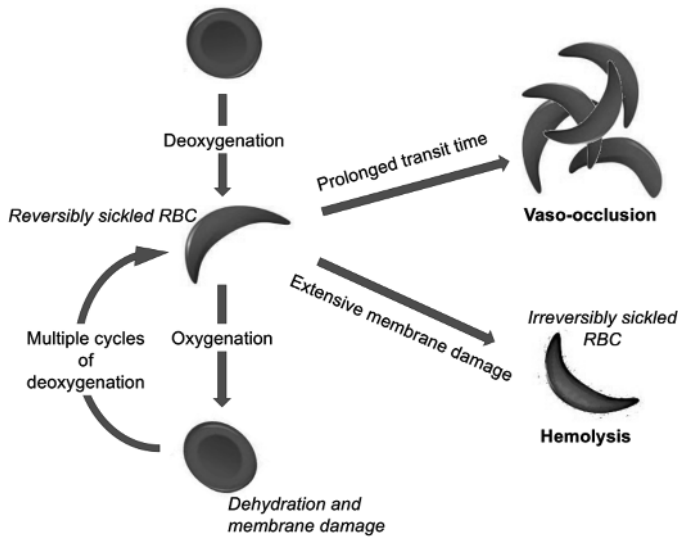 Deoxygenation
Prolonged transit time
Vaso-occlusion
Reversibly sickled RBC
Extensive membrane damage
Irreversibly sickled
RBC
Hemolysis
Multiple cycles
of
deoxygenation
Oxygenation
Dehydration and
membrane damage